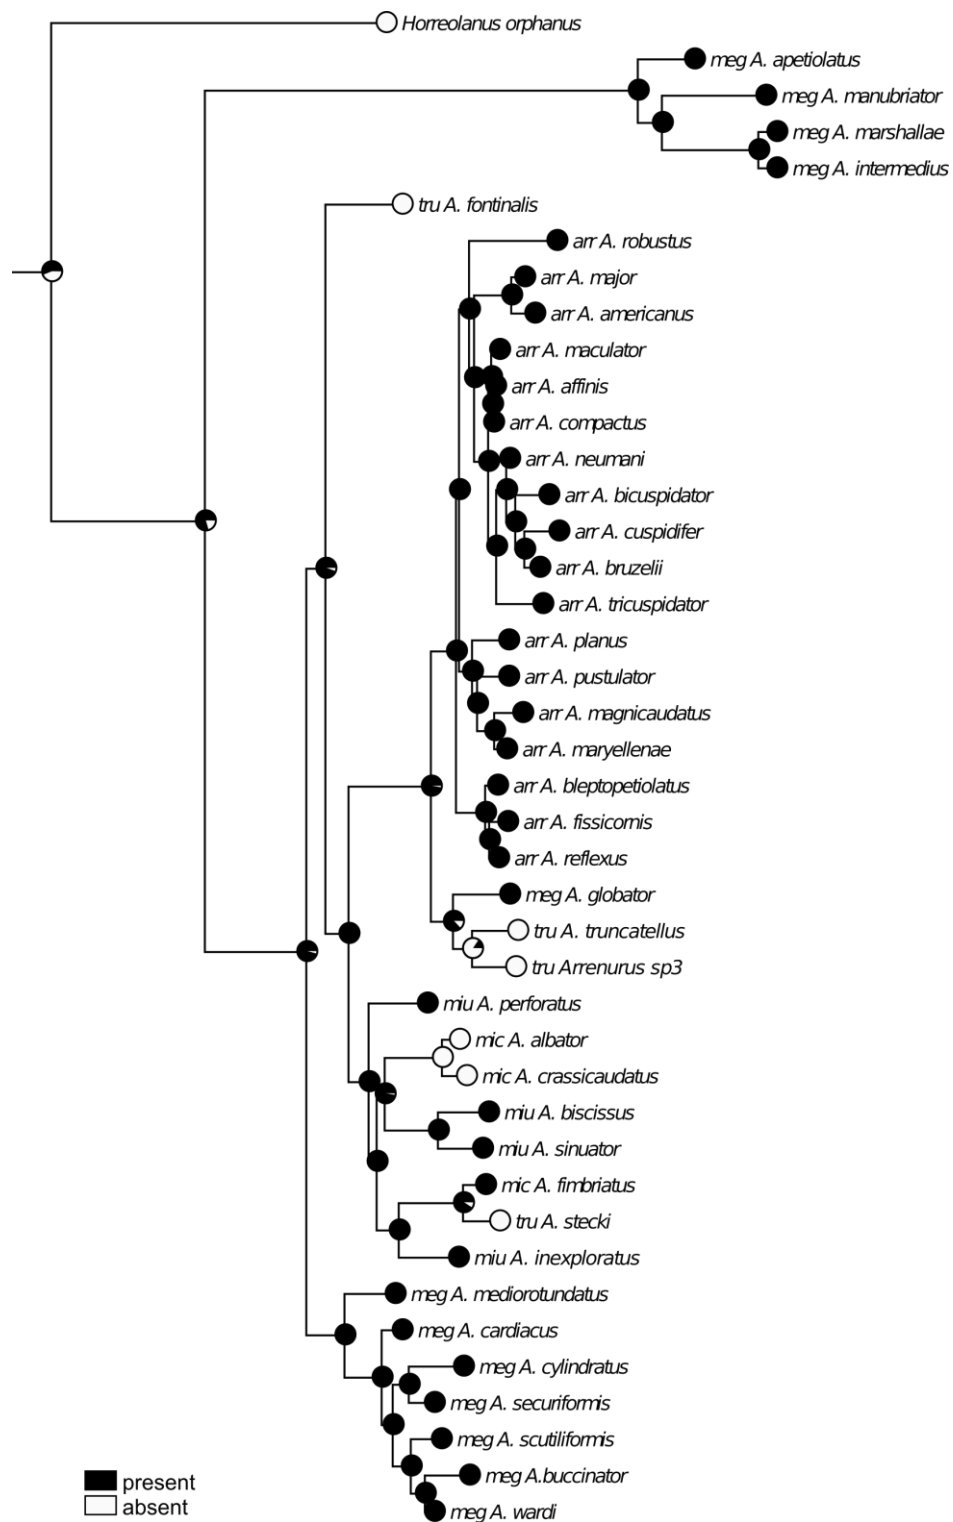 Horreolanus orphanus
meg A. apetiolatus
meg A. manubriator
meg A. marshallae
meg A. intermedius
tru A. fontinalis
arr A. robustus
arr A. major
arr A. americanus
arr A. maculator
arr A. affinis
arr A. compactus
arr A. neumani
arr A. bicuspidator
arr A. cuspidifer
arr A. bruzelii
arr A. tricuspidator
arr A. planus
arr A. pustulator
arr A. magnicaudatus
arr A. maryellenae
arr A. bleptopetiolatus
arr A. fissicornis
arr A. reflexus
meg A. globator
tru A. truncatellus
tru Arrenurus sp3
miu A. perforatus
mic A. albator
mic A. crassicaudatus
miu A. biscissus
miu A. sinuator
mic A. fimbriatus
tru A. stecki
miu A. inexploratus
meg A. mediorotundatus
meg A. cardiacus
meg A. cylindratus
meg A. securiformis
meg A. scutiliformis
meg A.buccinator
meg A. wardi
present
absent